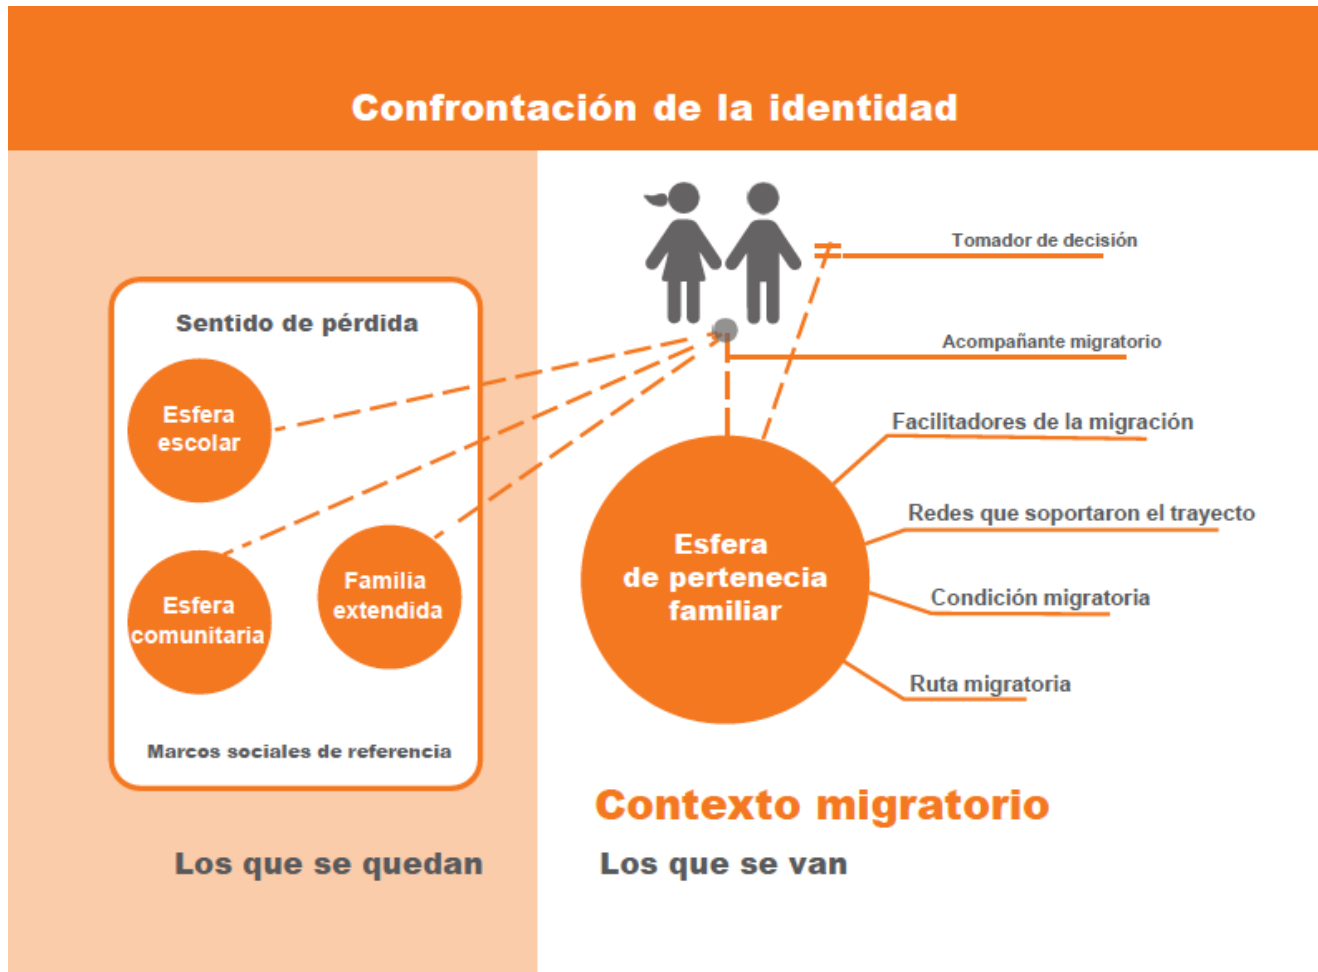 Confrontación de la identidad
Sentido de pérdida
Esfera
escolar
Esfera
comunitaria
Familia
extendida
Marcos sociales de referencia
Los que se quedan
Tomador de decisión
Acompañante migratorio
Facilitadores de la migración
Redes que soportaron el trayecto
Condición migratoria
Ruta migratoria
Esfera
de pertenecia
familiar
Contexto migratorio
Los que se van